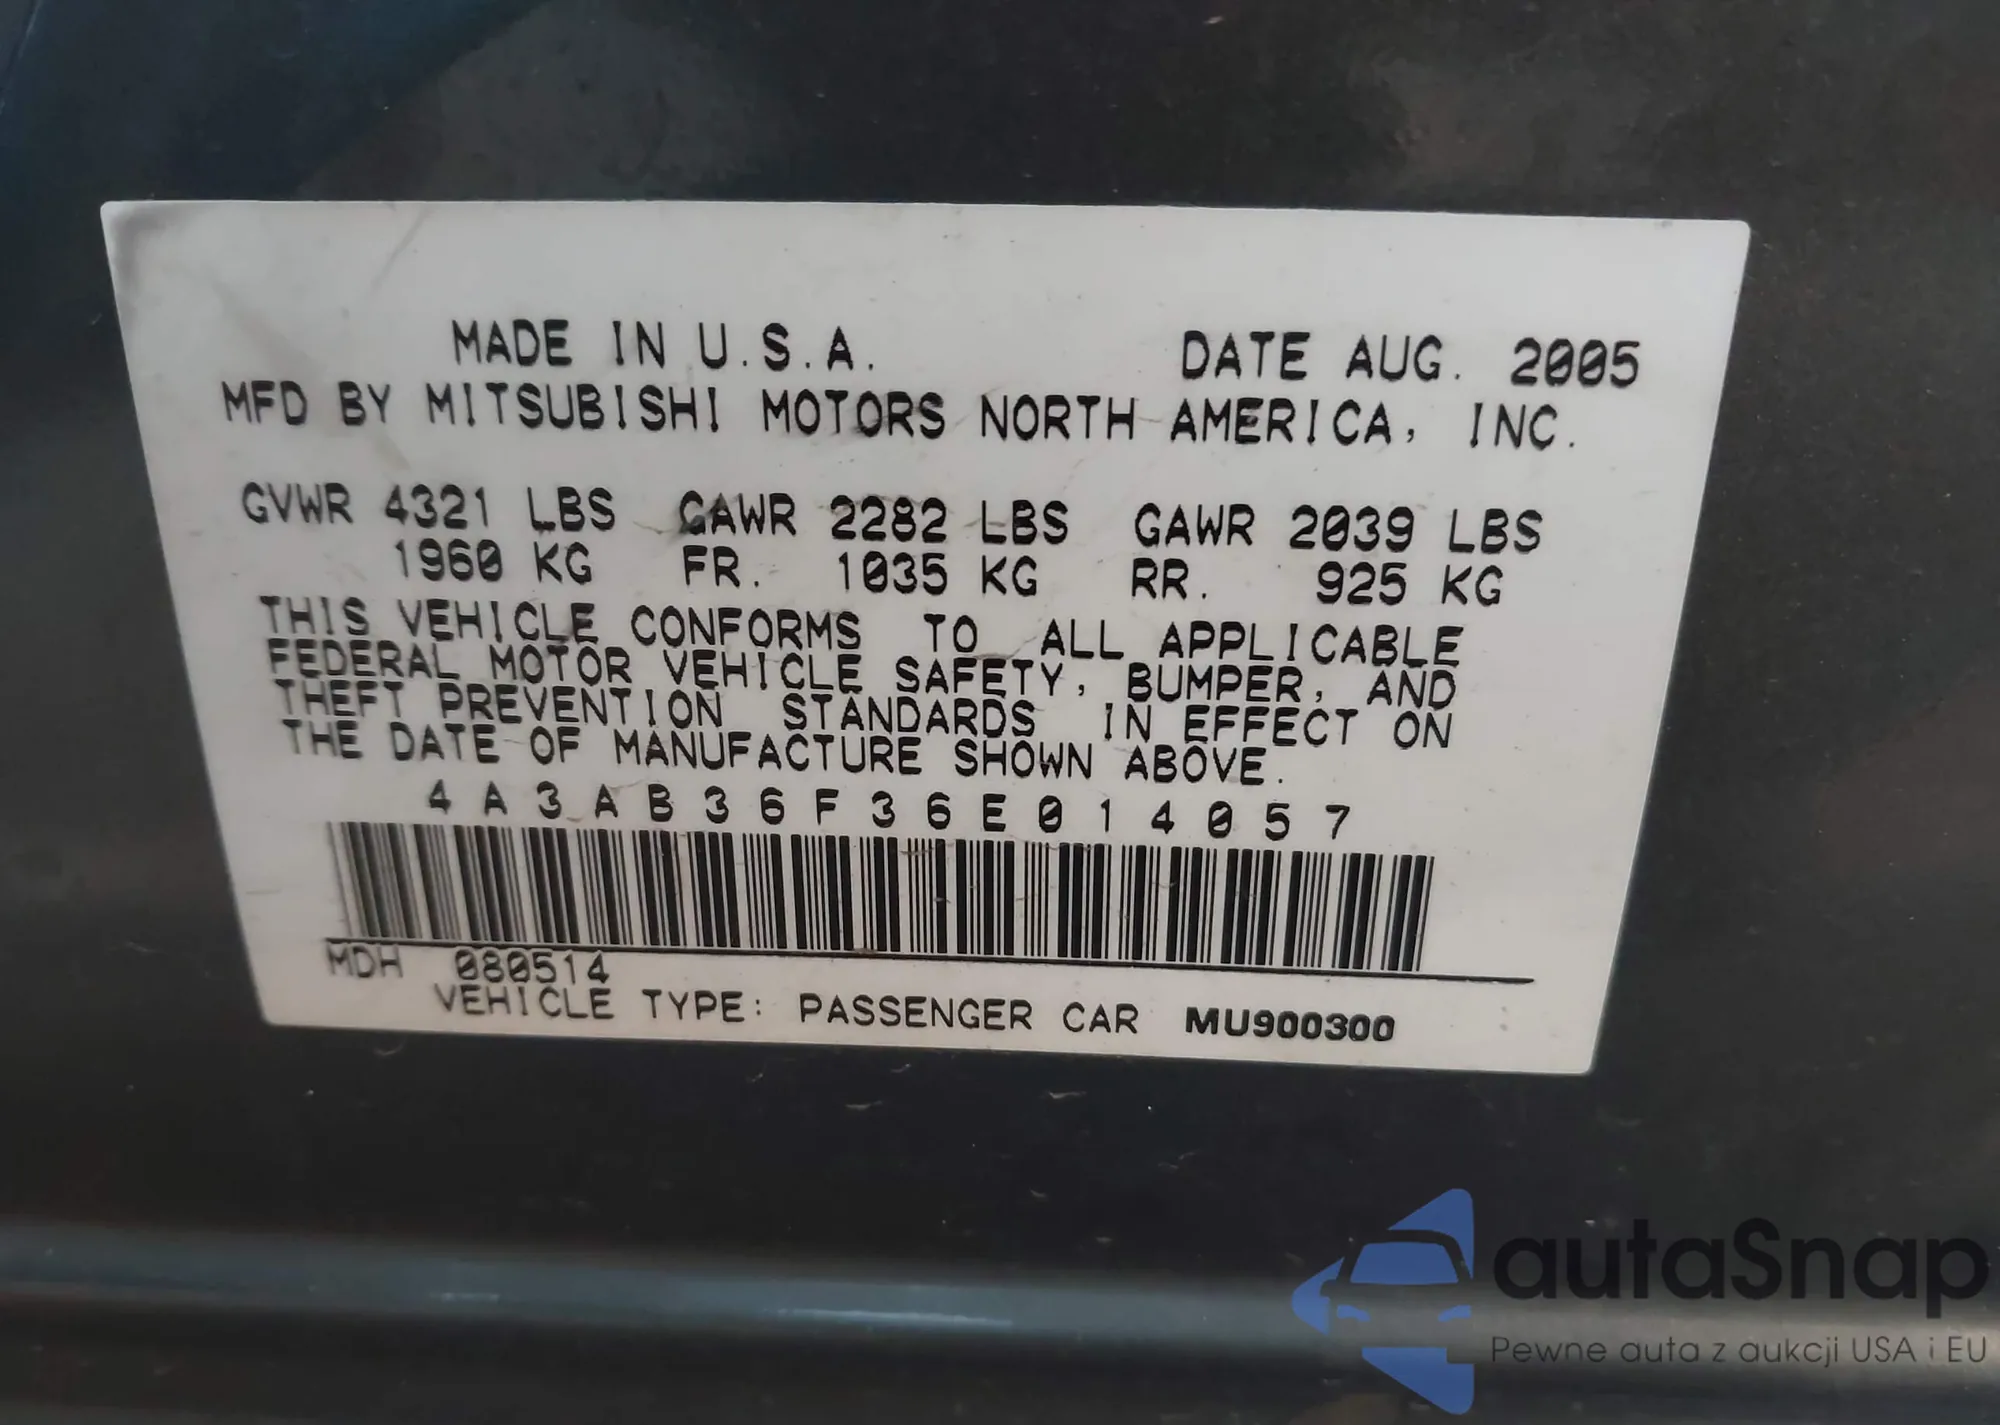 MADE IN U.S.A. DATE AUG. 2005
MFD BY MITSUBISHI MOTORS NORTH AMERICA, INC.
GVWR 4321 LBS GAWR 2282 LBS GAWR 2039 LBS
1960 KG FR. 1035 KG RR. 925 KG
THIS VEHICLE CONFORMS TO ALL APPLICABLE
FEDERAL MOTOR VEHICLE SAFETY, BUMPER, AND
THEFT PREVENTION STANDARDS IN EFFECT ON
THE DATE OF MANUFACTURE SHOWN ABOVE.
4A3AB36F36E014057
MDH 080514
VEHICLE TYPE: PASSENGER CAR MU900300
autaSnap
Pewne auta z aukcji USA i EU